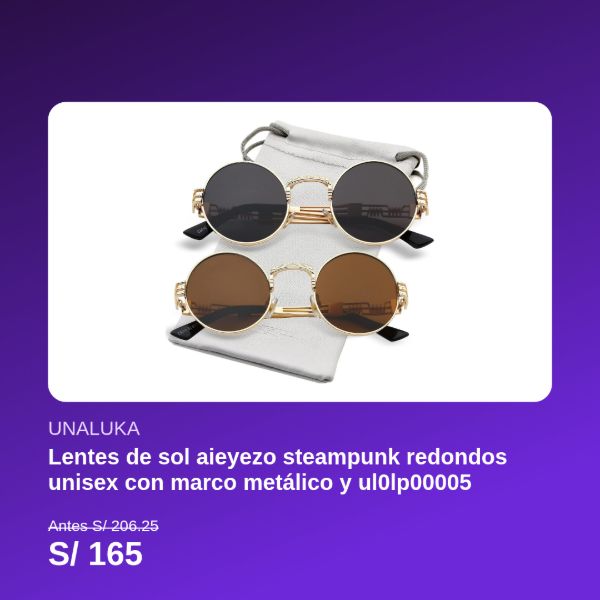 UNALUKA
Lentes de sol aieyezo steampunk redondos
unisex con marco metálico y ul0lp00005
Antes S/ 206.25
S/ 165